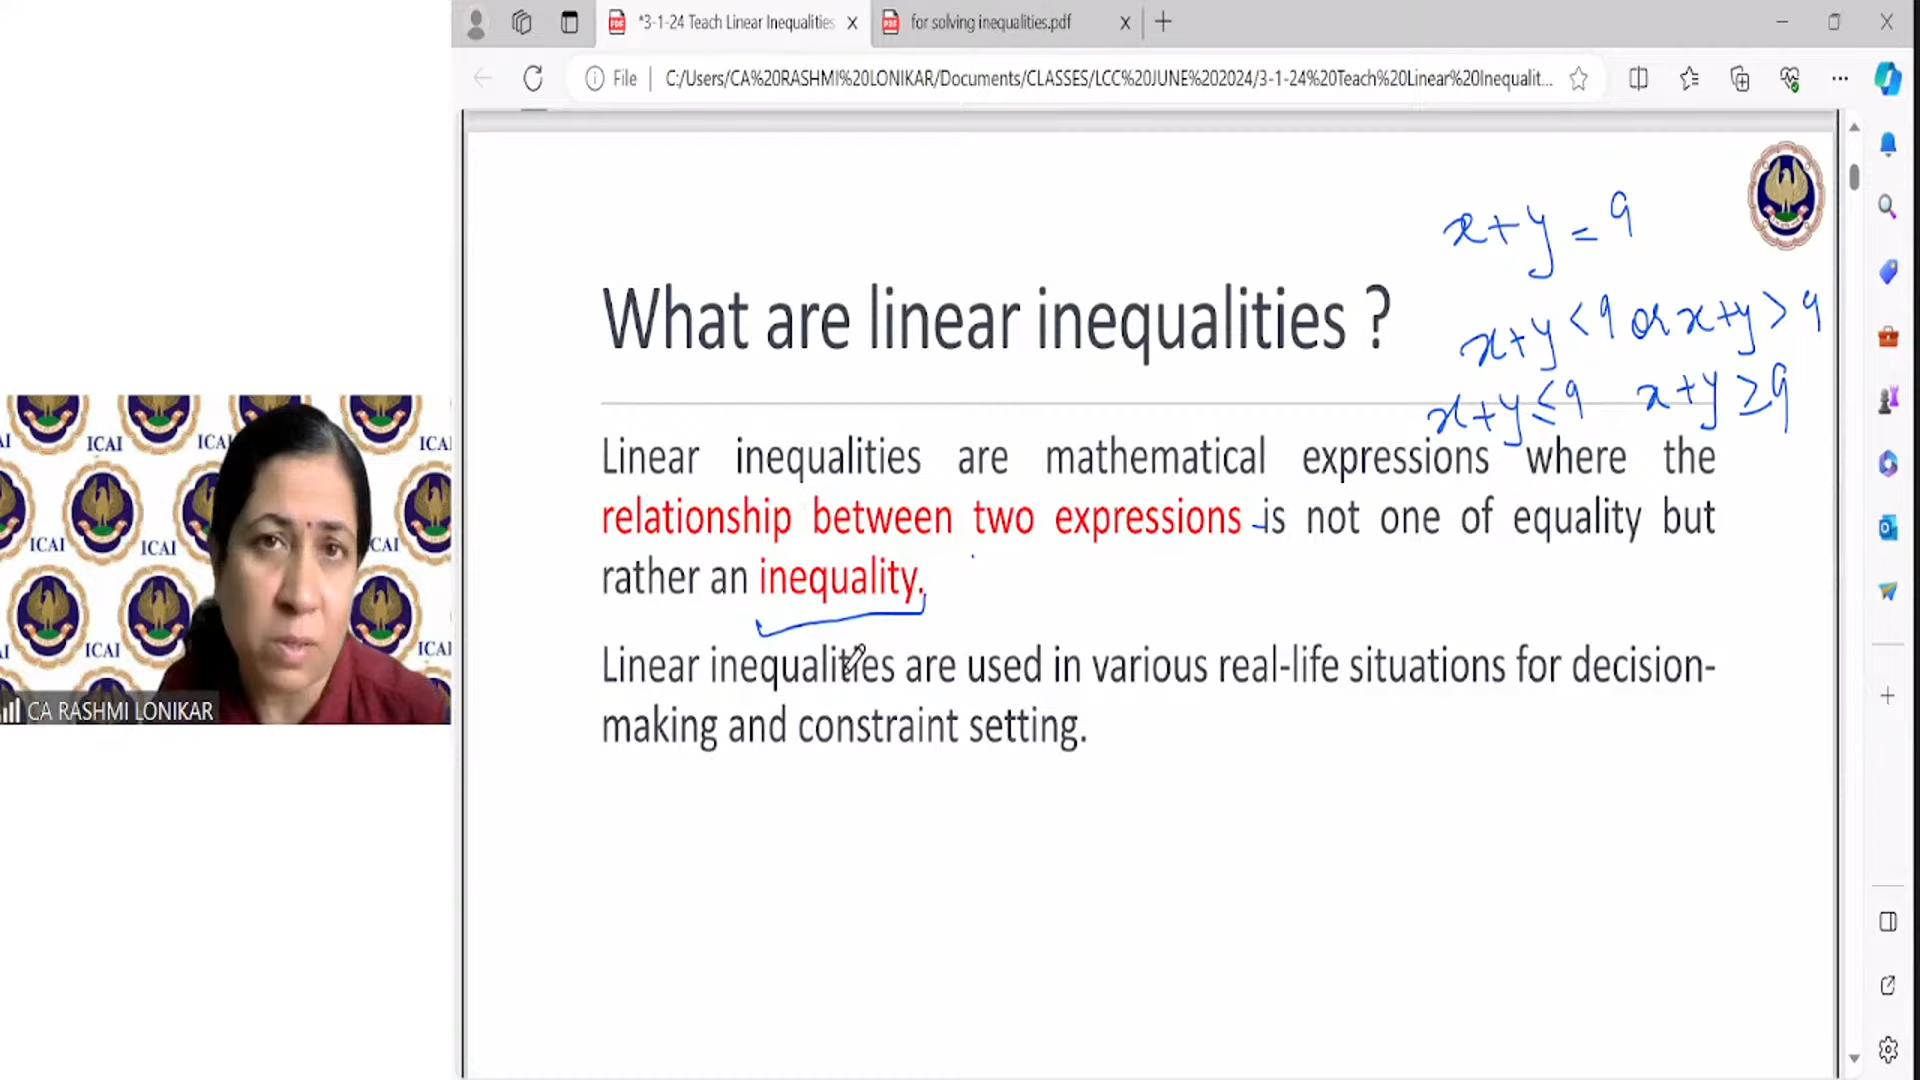 *3-1-24 Teach Linear Inequalities
for solving inequalities.pdf
File
C:/Users/CA%20RASHMI%20LONIKAR/Documents/CLASSES/LCC%20JUNE%202024/3-1-24%20Teach%20Linear%20Inequalit...
x+y = 9
What are linear inequalities ?
x+y < 9 or x+y > 9
x+y ≤ 9 x+y ≥ 9
Linear inequalities are mathematical expressions where the
relationship between two expressions is not one of equality but
rather an inequality.
Linear inequalities are used in various real-life situations for decision-
making and constraint setting.
ICAI
ICAI
ICAI
ICAI
CA RASHMI LONIKAR